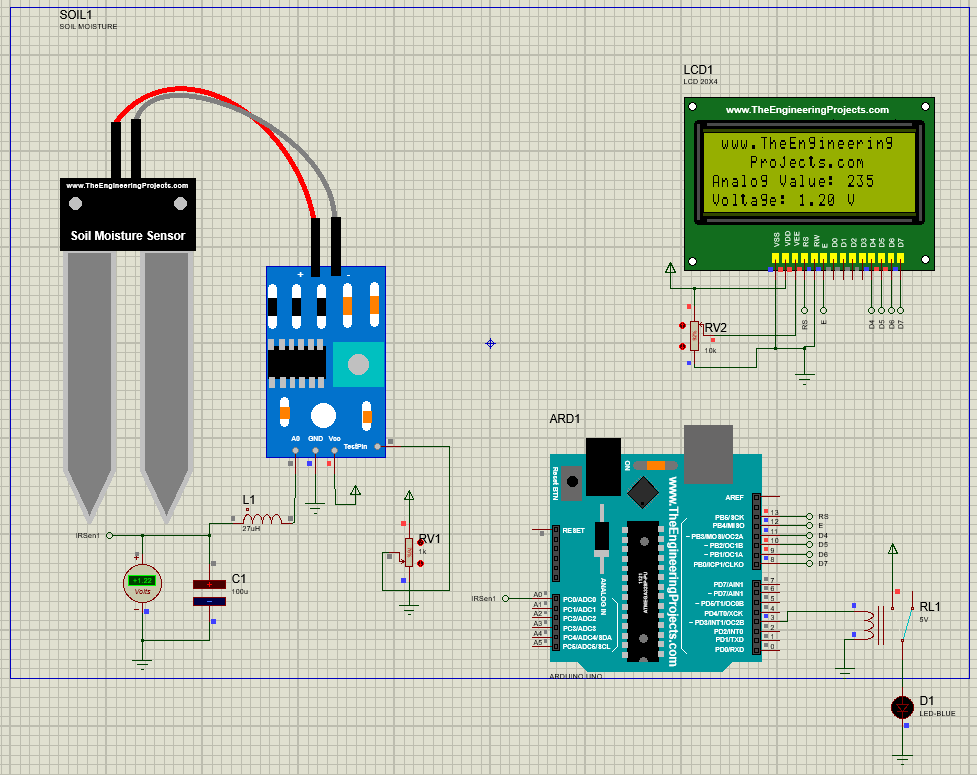 SOIL1
SOIL MOISTURE
www.TheEngineeringProjects.com
Soil Moisture Sensor
+ -
A0 GND Vcc TestPin
L1
27uH
IRSen1
+1.22
Volts
C1
100u
RV1
1k
LCD1
LCD 20X4
www.TheEngineeringProjects.com
www.TheEngineering
Projects.com
Analog Value: 235
Voltage: 1.20 V
VSS VDD VEE RS RW E D0 D1 D2 D3 D4 D5 D6 D7
RS E D4 D5 D6 D7
RV2
10k
ARD1
Reset BTN
ON
www.TheEngineeringProjects.com
RESET
ANALOG IN
ATMEGA328P-PU
1121
AREF
PB5/SCK 13 RS
PB4/MISO 12 E
~ PB3/MOSI/OC2A 11 D4
~ PB2/OC1B 10 D5
~ PB1/OC1A 9 D6
PB0/ICP1/CLKO 8 D7
PD7/AIN1 7
~ PD7/AIN1 6
~ PD5/T1/OC0B 5
PD4/T0/XCK 4
~ PD3/INT1/OC2B 3
PD2/INT0 2
PD1/TXD 1
PD0/RXD 0
IRSen1
A0 PC0/ADC0
A1 PC1/ADC1
A2 PC2/ADC2
A3 PC3/ADC3
A4 PC4/ADC4/SDA
A5 PC5/ADC5/SCL
ARDUINO UNO
RL1
5V
D1
LED-BLUE